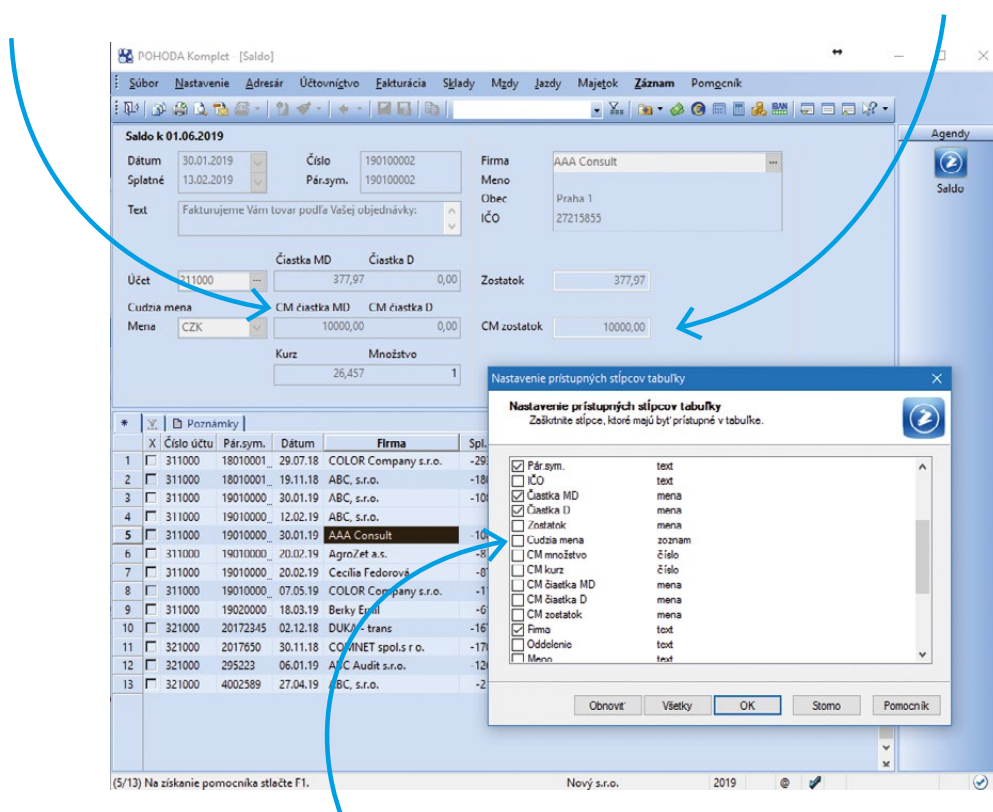 POHODA Komplet - [Saldo]
Súbor Nastavenie Adresár Účtovníctvo Fakturácia Sklady Mzdy Jazdy Majetok Záznam Pomocník
IBAN
Saldo k 01.06.2019
Agendy
Saldo
Dátum 30.01.2019 Číslo 190100002 Firma AAA Consult
Splatné 13.02.2019 Pár.sym. 190100002 Meno
Obec Praha 1
Text Fakturujeme Vám tovar podľa Vašej objednávky: IČO 27215855
Čiastka MD Čiastka D
Účet 311000 377,97 0,00 Zostatok 377,97
Cudzia mena CM čiastka MD CM čiastka D
Mena CZK 10000,00 0,00 CM zostatok 10000,00
Kurz Množstvo
26,457 1
* Poznámky
X Číslo účtu Pár.sym. Dátum Firma Spl.
1 311000 18010001 29.07.18 COLOR Company s.r.o.
2 311000 18010001 19.11.18 ABC, s.r.o.
3 311000 19010000 30.01.19 ABC, s.r.o.
4 311000 19010000 12.02.19 ABC, s.r.o.
5 311000 19010000 30.01.19 AAA Consult
6 311000 19010000 20.02.19 AgroZet a.s.
7 311000 19010000 20.02.19 Cecília Fedorová
8 311000 19010000 07.05.19 COLOR Company s.r.o.
9 311000 19020000 18.03.19 Berky Emil
10 321000 20172345 02.12.18 DUKA - trans
11 321000 2017650 30.11.18 COMNET spol.s r o.
12 321000 295223 06.01.19 ABC Audit s.r.o.
13 321000 4002589 27.04.19 ABC, s.r.o.
Nastavenie prístupných stĺpcov tabuľky
Nastavenie prístupných stĺpcov tabuľky
Zaškrtnite stĺpce, ktoré majú byť prístupné v tabuľke.
Pár.sym. text
IČO text
Čiastka MD mena
Čiastka D mena
Zostatok mena
Cudzia mena zoznam
CM množstvo číslo
CM kurz číslo
CM čiastka MD mena
CM čiastka D mena
CM zostatok mena
Firma text
Oddelenie text
Meno text
Obnoviť Všetky OK Storno Pomocník
(5/13) Na získanie pomocníka stlačte F1. Nový s.r.o. 2019 @